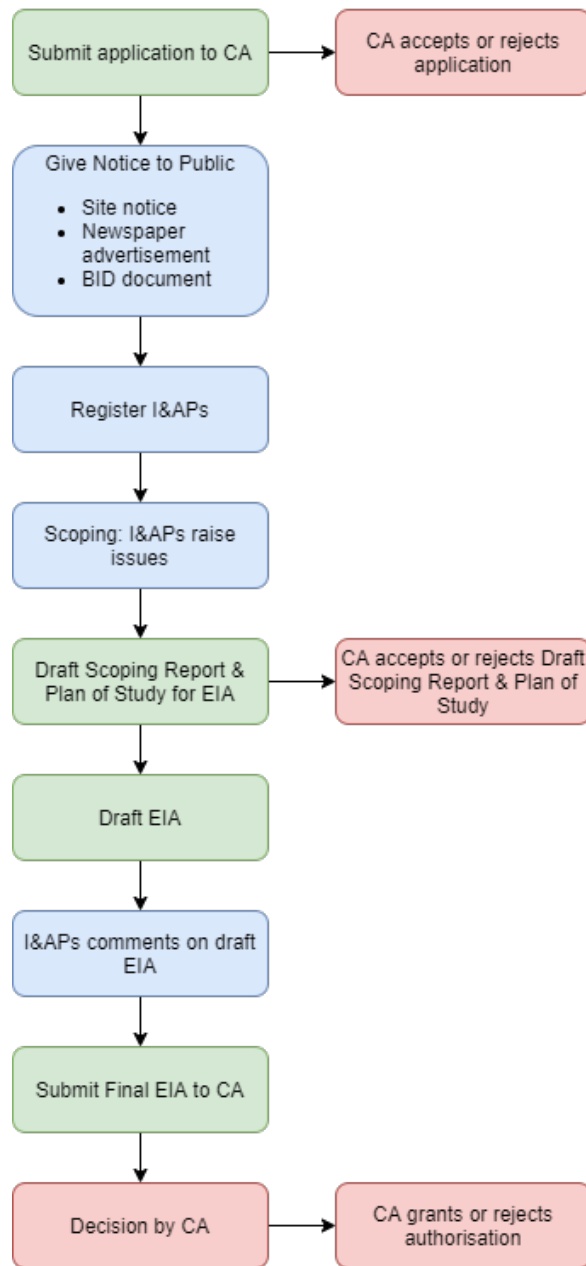 Submit application to CA
CA accepts or rejects
application
Give Notice to Public
• Site notice
• Newspaper
advertisement
• BID document
Register I&APs
Scoping: I&APs raise
issues
Draft Scoping Report &
Plan of Study for EIA
CA accepts or rejects Draft
Scoping Report & Plan of
Study
Draft EIA
I&APs comments on draft
EIA
Submit Final EIA to CA
Decision by CA
CA grants or rejects
authorisation